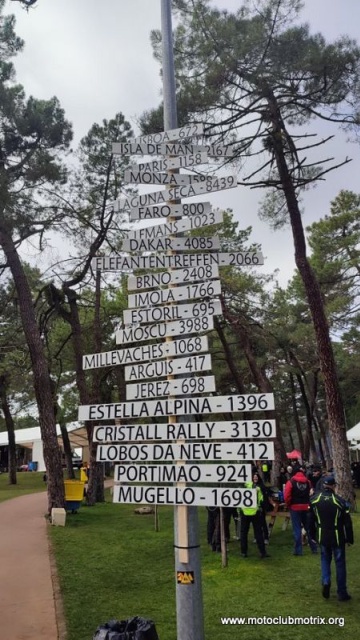 ISLA DE MAN - 2167
PARIS - 1158
MONZA -
LAGUNA SECA - 8439
FARO - 800
LEMANS - 1023
DAKAR - 4085
ELEFANTENTREFFEN - 2066
BRNO - 2408
IMOLA - 1766
ESTORIL - 695
MOSCU - 3988
MILLEVACHES - 1068
ARGUIS - 417
JEREZ - 698
ESTELLA ALPINA - 1396
CRISTALL RALLY - 3130
LOBOS DA NEVE - 412
PORTIMAO - 924
MUGELLO - 1698
www.motoclubmotrix.org